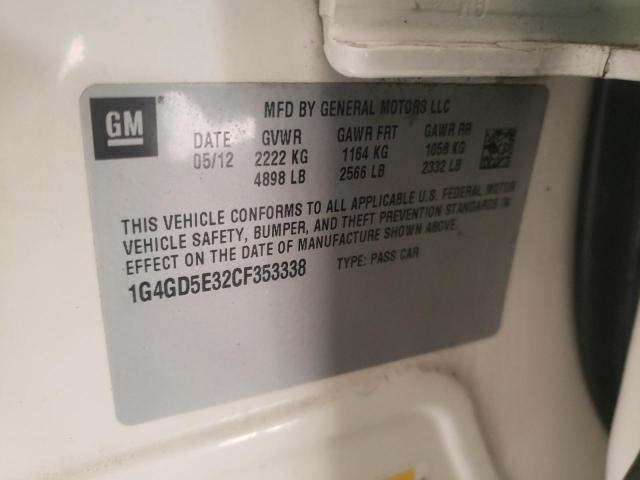 GM
MFD BY GENERAL MOTORS LLC
DATE GVWR GAWR FRT GAWR RR
05/12 2222 KG 1164 KG 1058 KG
4898 LB 2566 LB 2332 LB
THIS VEHICLE CONFORMS TO ALL APPLICABLE U.S. FEDERAL MOTOR
VEHICLE SAFETY, BUMPER, AND THEFT PREVENTION STANDARDS IN
EFFECT ON THE DATE OF MANUFACTURE SHOWN ABOVE.
1G4GD5E32CF353338 TYPE: PASS CAR